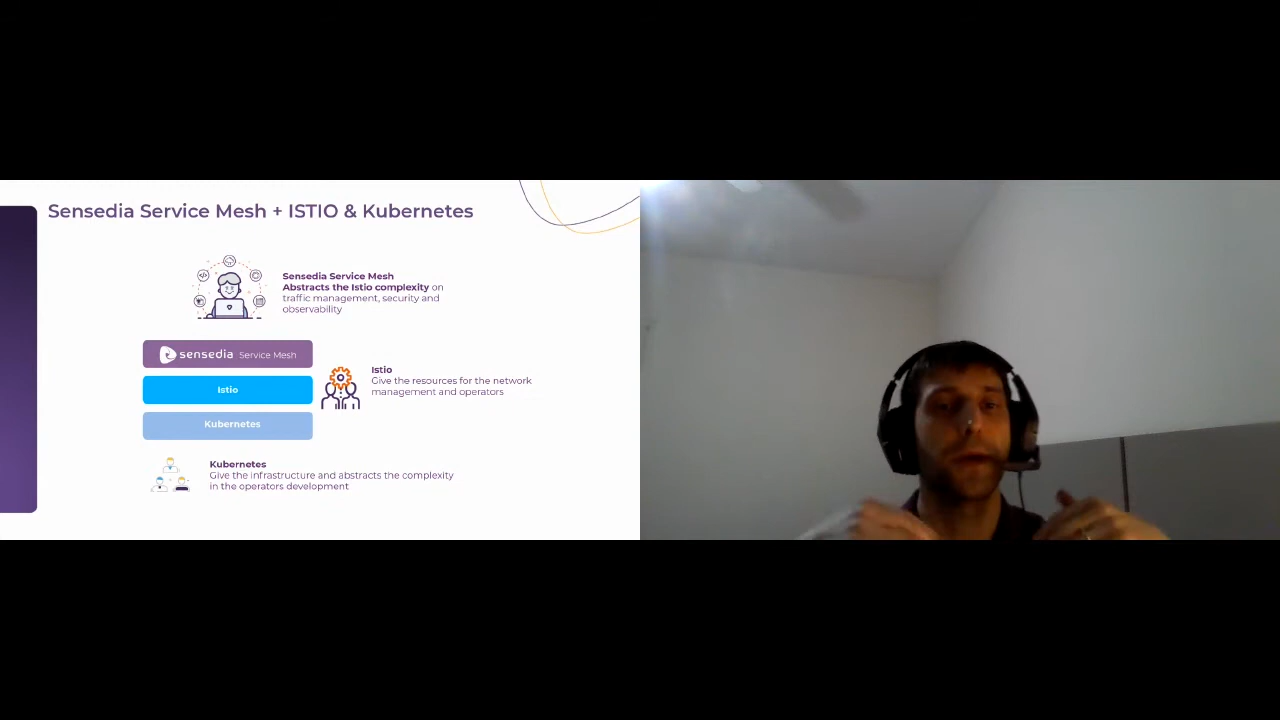 Sensedia Service Mesh + ISTIO & Kubernetes
Sensedia Service Mesh
Abstracts the Istio complexity on
traffic management, security and
observability
sensedia Service Mesh
Istio
Kubernetes
Istio
Give the resources for the network
management and operators
Kubernetes
Give the infrastructure and abstracts the complexity
in the operators development